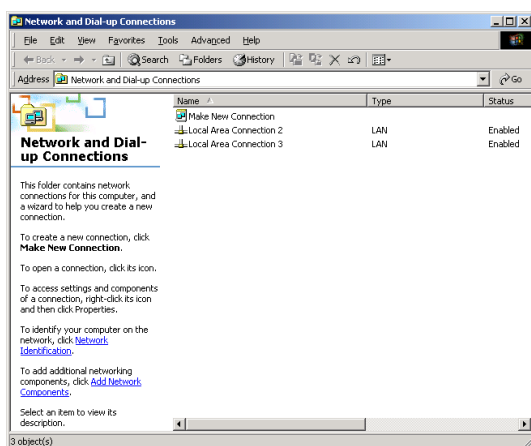 Network and Dial-up Connections
File Edit View Favorites Tools Advanced Help
Back Search Folders History
Address Network and Dial-up Connections Go
Name Type Status
Make New Connection
Local Area Connection 2 LAN Enabled
Local Area Connection 3 LAN Enabled
Network and Dial-
up Connections
This folder contains network
connections for this computer, and
a wizard to help you create a new
connection.
To create a new connection, click
Make New Connection.
To open a connection, click its icon.
To access settings and components
of a connection, right-click its icon
and then click Properties.
To identify your computer on the
network, click Network
Identification.
To add additional networking
components, click Add Network
Components.
Select an item to view its
description.
3 object(s)